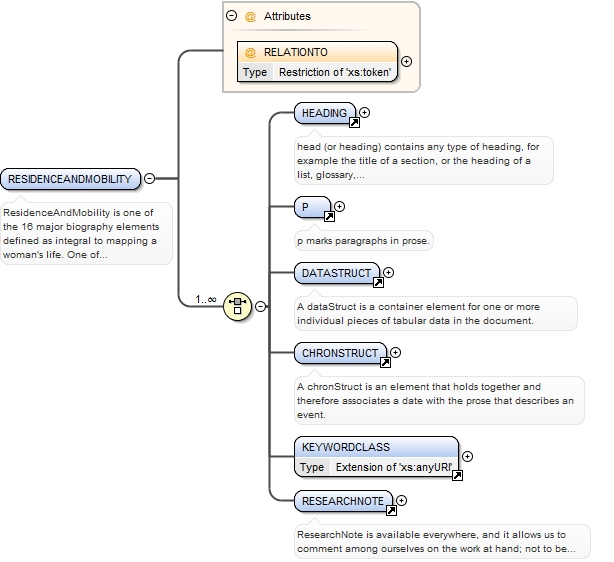 @ Attributes
@ RELATIONTO
Type Restriction of 'xs:token'
HEADING
head (or heading) contains any type of heading, for
example the title of a section, or the heading of a
list, glossary,...
RESIDENCEANDMOBILITY
ResidenceAndMobility is one of
the 16 major biography elements
defined as integral to mapping a
woman's life. One of...
P
p marks paragraphs in prose.
DATASTRUCT
A dataStruct is a container element for one or more
individual pieces of tabular data in the document.
1..∞
CHRONSTRUCT
A chronStruct is an element that holds together and
therefore associates a date with the prose that describes an
event.
KEYWORDCLASS
Type Extension of 'xs:anyURI'
RESEARCHNOTE
ResearchNote is available everywhere, and it allows us to
comment among ourselves on the work at hand; not to be...